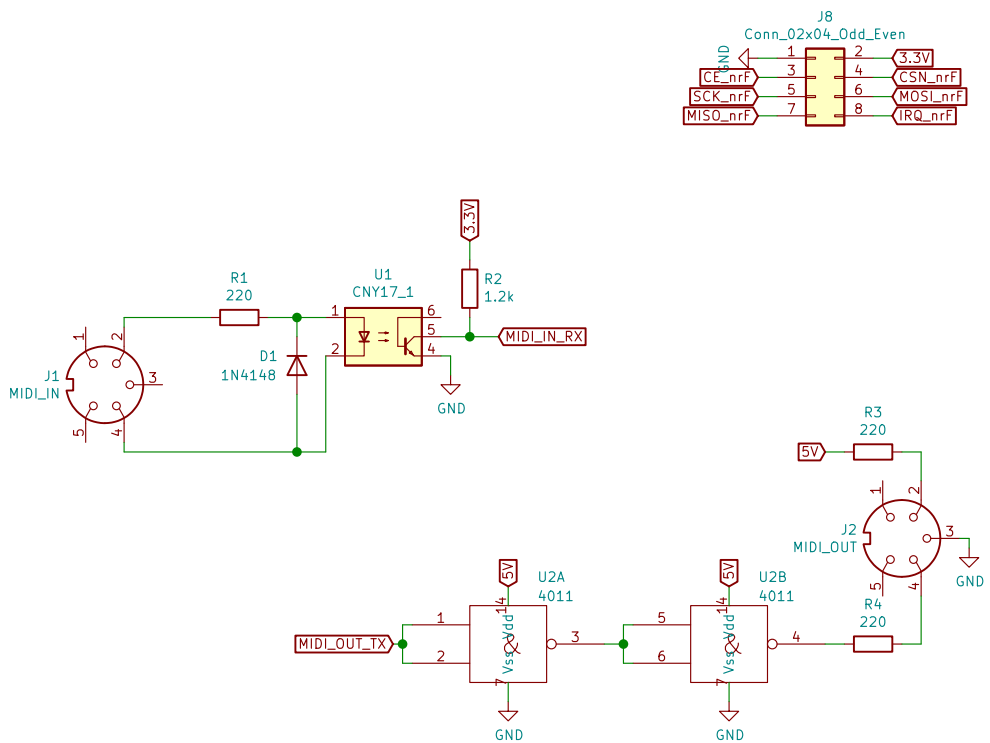 J8
Conn_02x04_Odd_Even
GND 1 2 3.3V
CE_nrF 3 4 CSN_nrF
SCK_nrF 5 6 MOSI_nrF
MISO_nrF 7 8 IRQ_nrF
3.3V
R2
1.2k
R1
220
U1
CNY17_1
1 6
5 MIDI_IN_RX
2 4
GND
D1
1N4148
J1
MIDI_IN
1 2
3
5 4
R3
220
5V
J2
MIDI_OUT
1 2
3
5 4
GND
R4
220
5V
U2A
4011
14
Vdd
1
&
3
2
Vss
7
GND
MIDI_OUT_TX
5V
U2B
4011
14
Vdd
5
&
4
6
Vss
7
GND